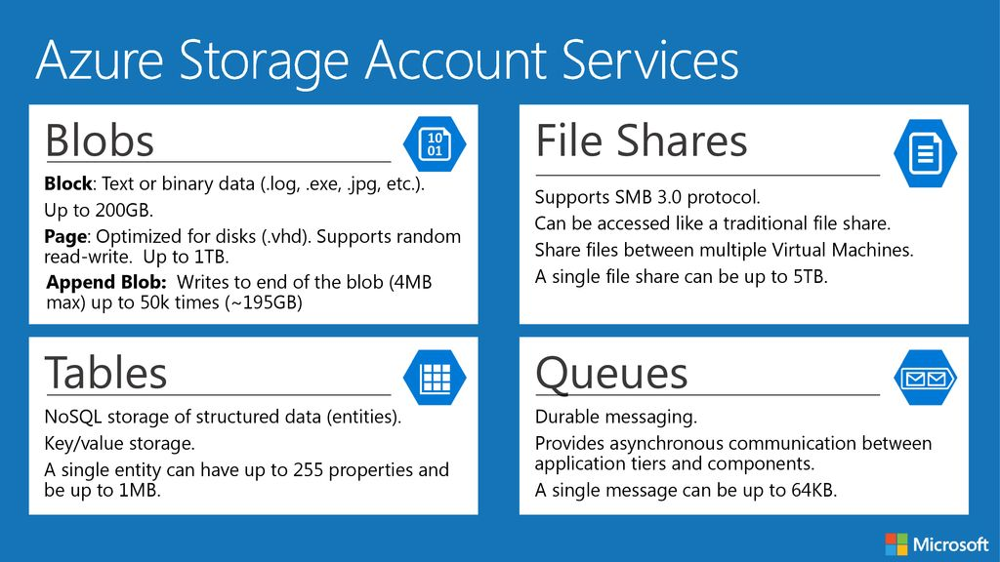 Azure Storage Account Services
Blobs
10
01
Block: Text or binary data (.log, .exe, .jpg, etc.).
Up to 200GB.
Page: Optimized for disks (.vhd). Supports random
read-write. Up to 1TB.
Append Blob: Writes to end of the blob (4MB
max) up to 50k times (~195GB)
File Shares
Supports SMB 3.0 protocol.
Can be accessed like a traditional file share.
Share files between multiple Virtual Machines.
A single file share can be up to 5TB.
Tables
NoSQL storage of structured data (entities).
Key/value storage.
A single entity can have up to 255 properties and
be up to 1MB.
Queues
Durable messaging.
Provides asynchronous communication between
application tiers and components.
A single message can be up to 64KB.
Microsoft